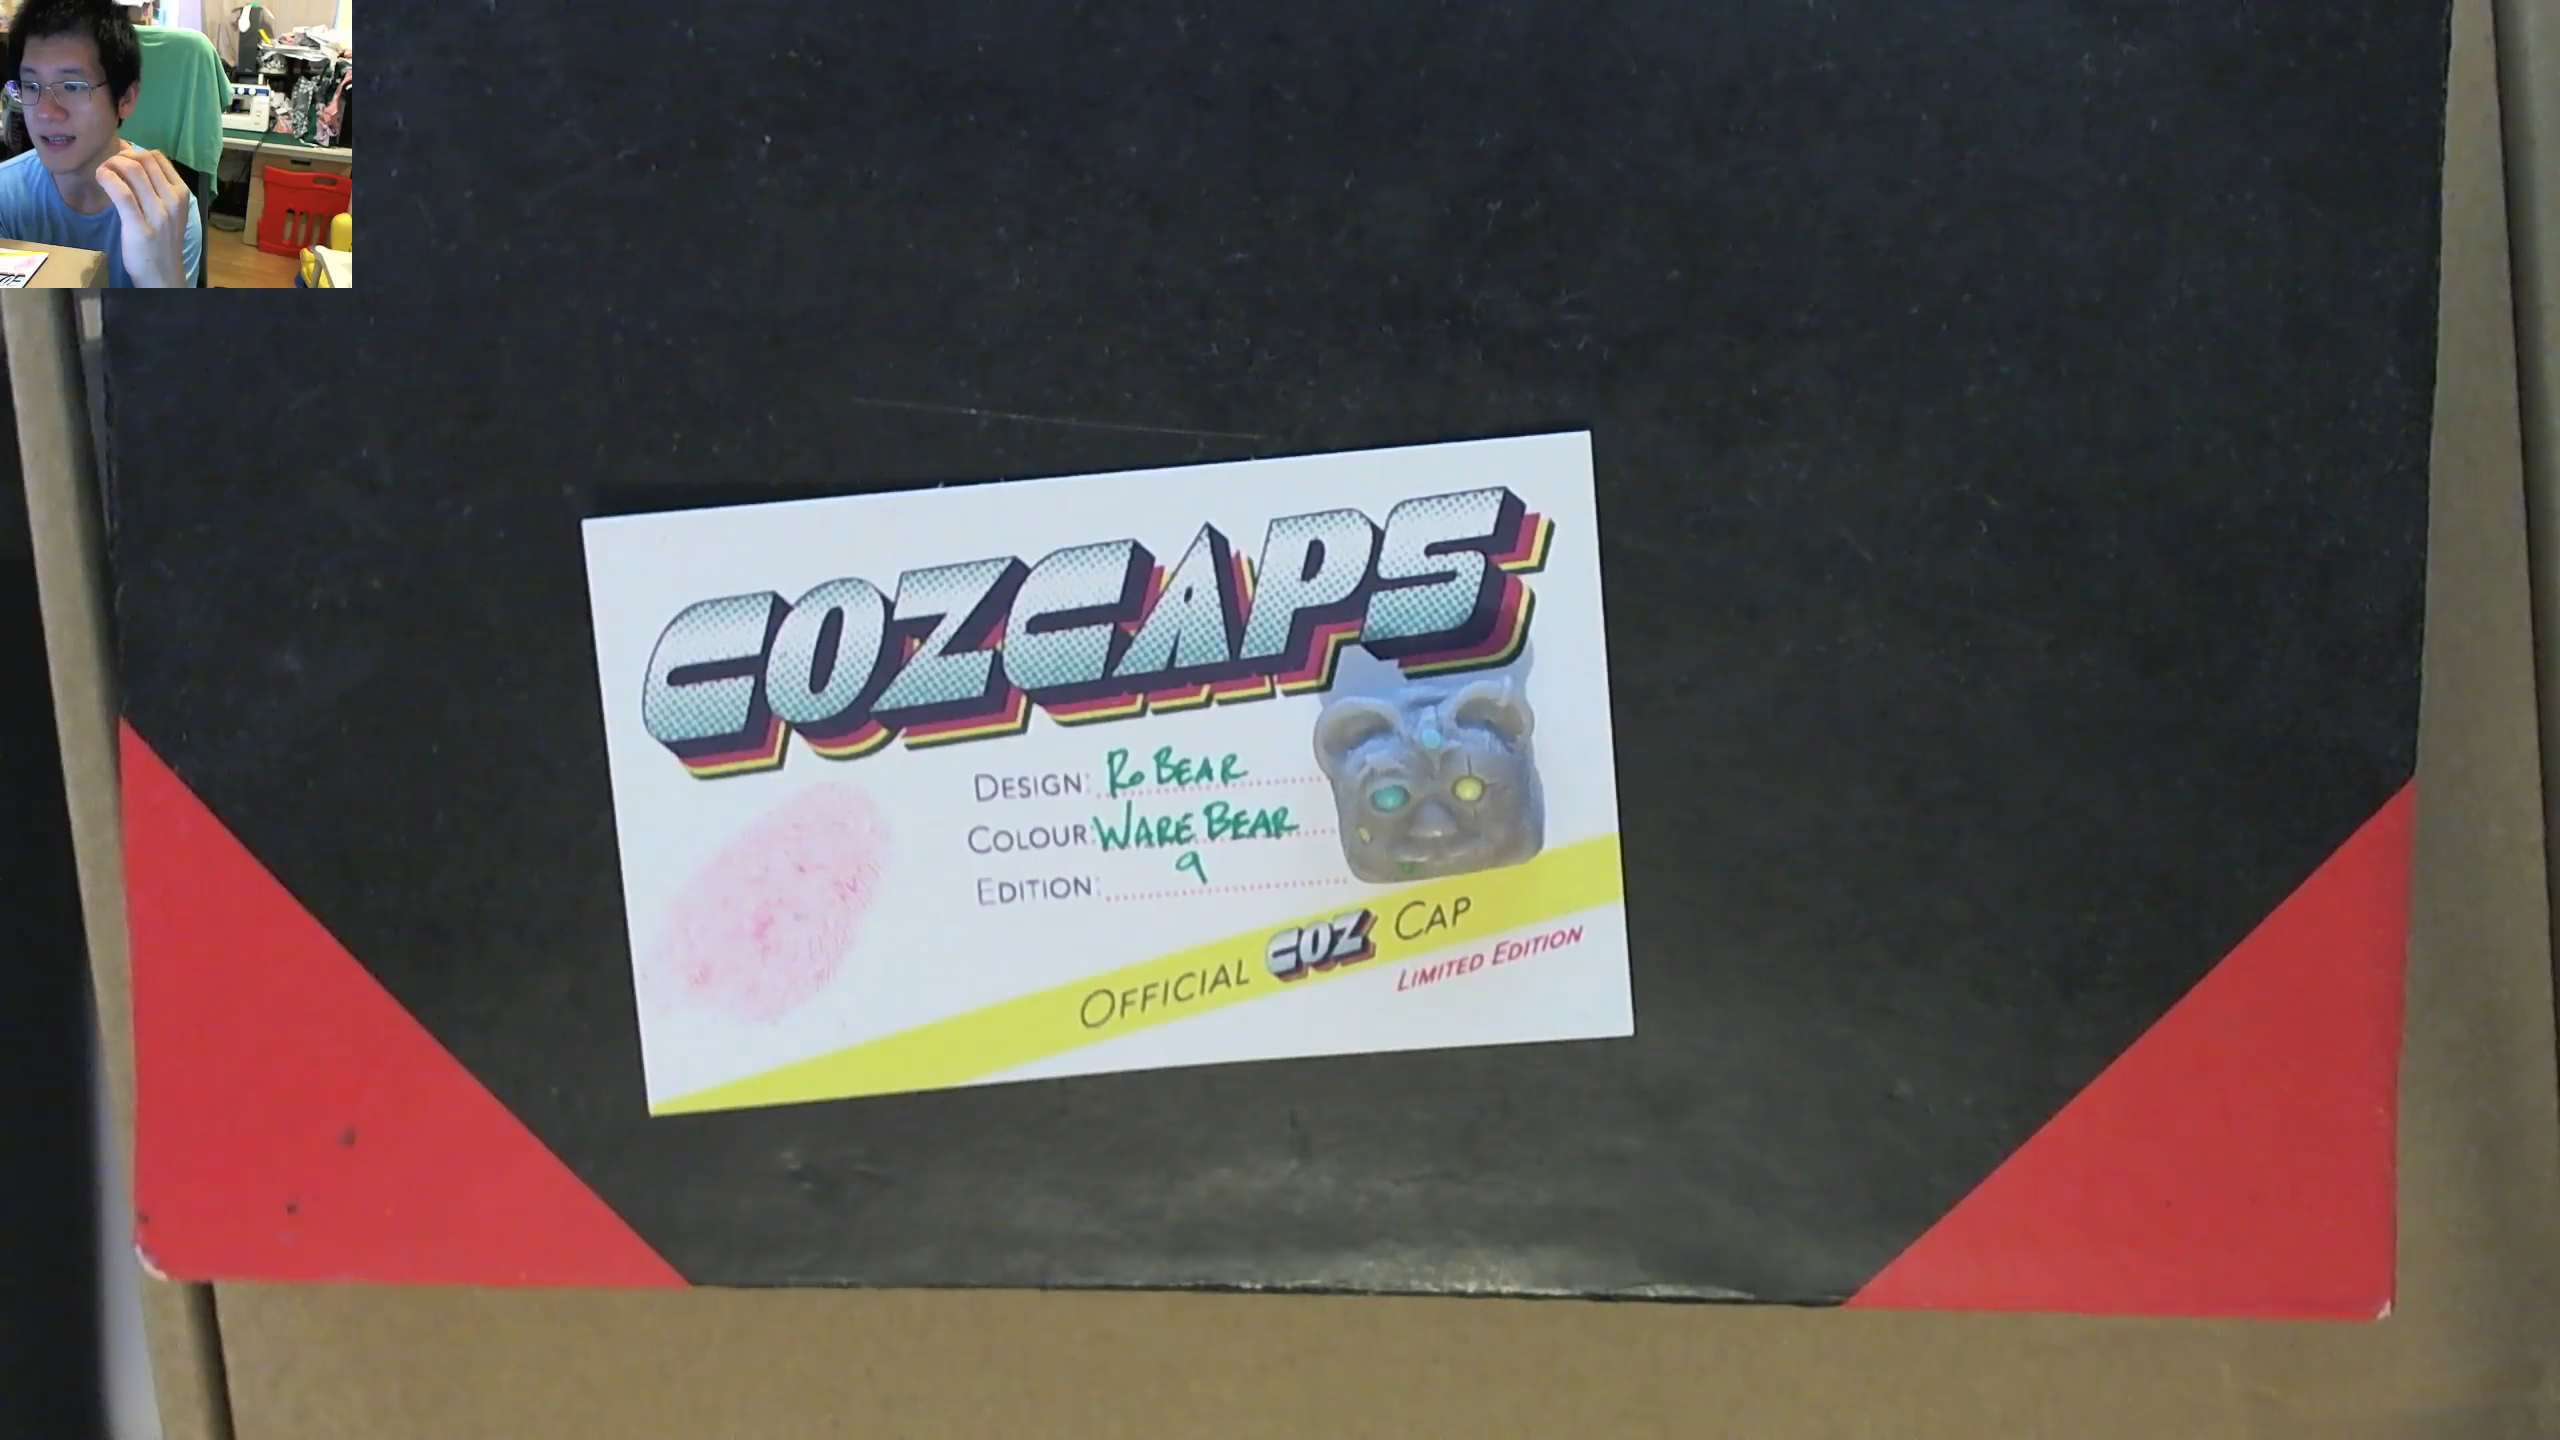 COZCAPS
DESIGN: RoBEAR
COLOUR: WARE BEAR
EDITION: 9
OFFICIAL COZ CAP
LIMITED EDITION